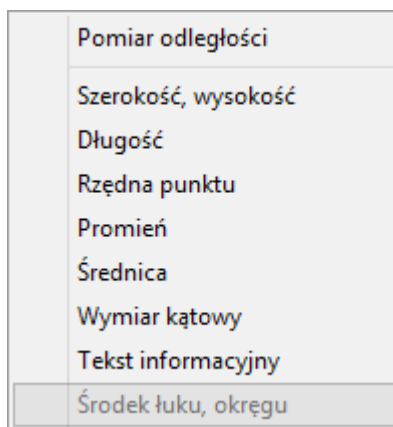 Pomiar odległości
Szerokość, wysokość
Długość
Rzędna punktu
Promień
Średnica
Wymiar kątowy
Tekst informacyjny
Środek łuku, okręgu